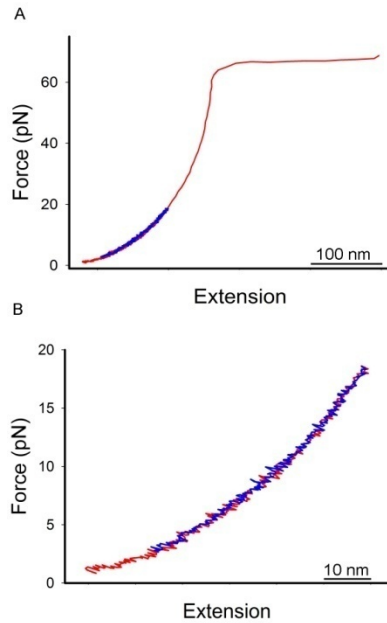 A
Force (pN)
60
40
20
0
100 nm
Extension
B
Force (pN)
20
15
10
5
0
10 nm
Extension